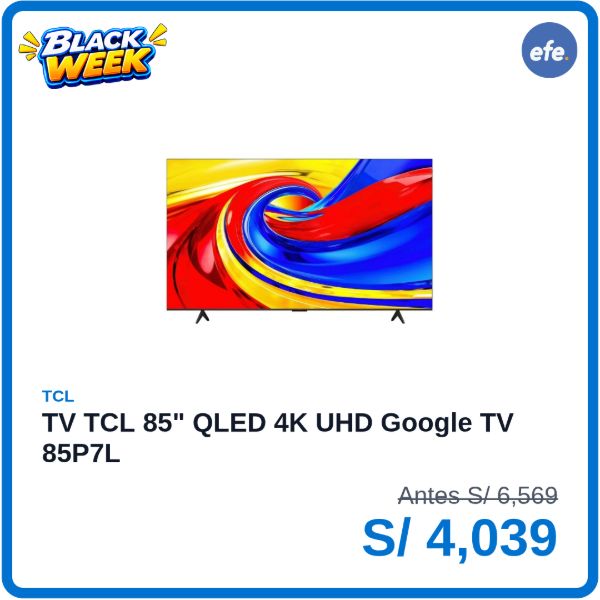 BLACK
WEEK
efe.
TCL
TV TCL 85" QLED 4K UHD Google TV
85P7L
Antes S/ 6,569
S/ 4,039